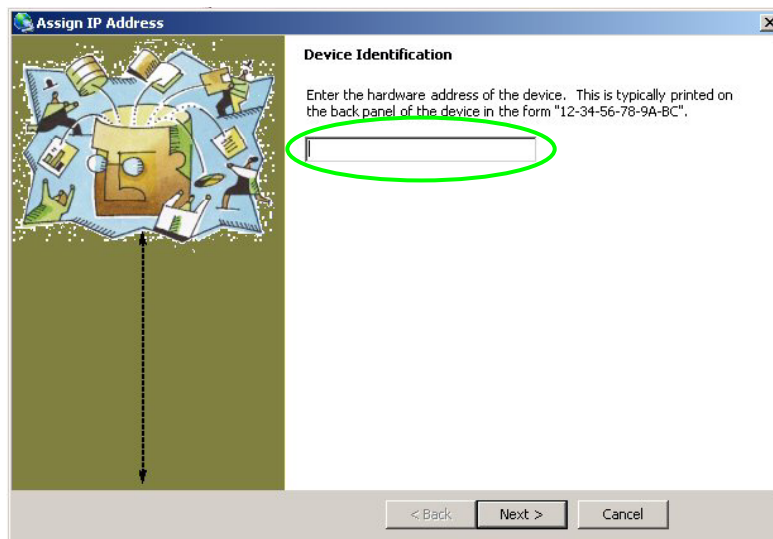 Assign IP Address
Device Identification
Enter the hardware address of the device. This is typically printed on
the back panel of the device in the form "12-34-56-78-9A-BC".
< Back
Next >
Cancel